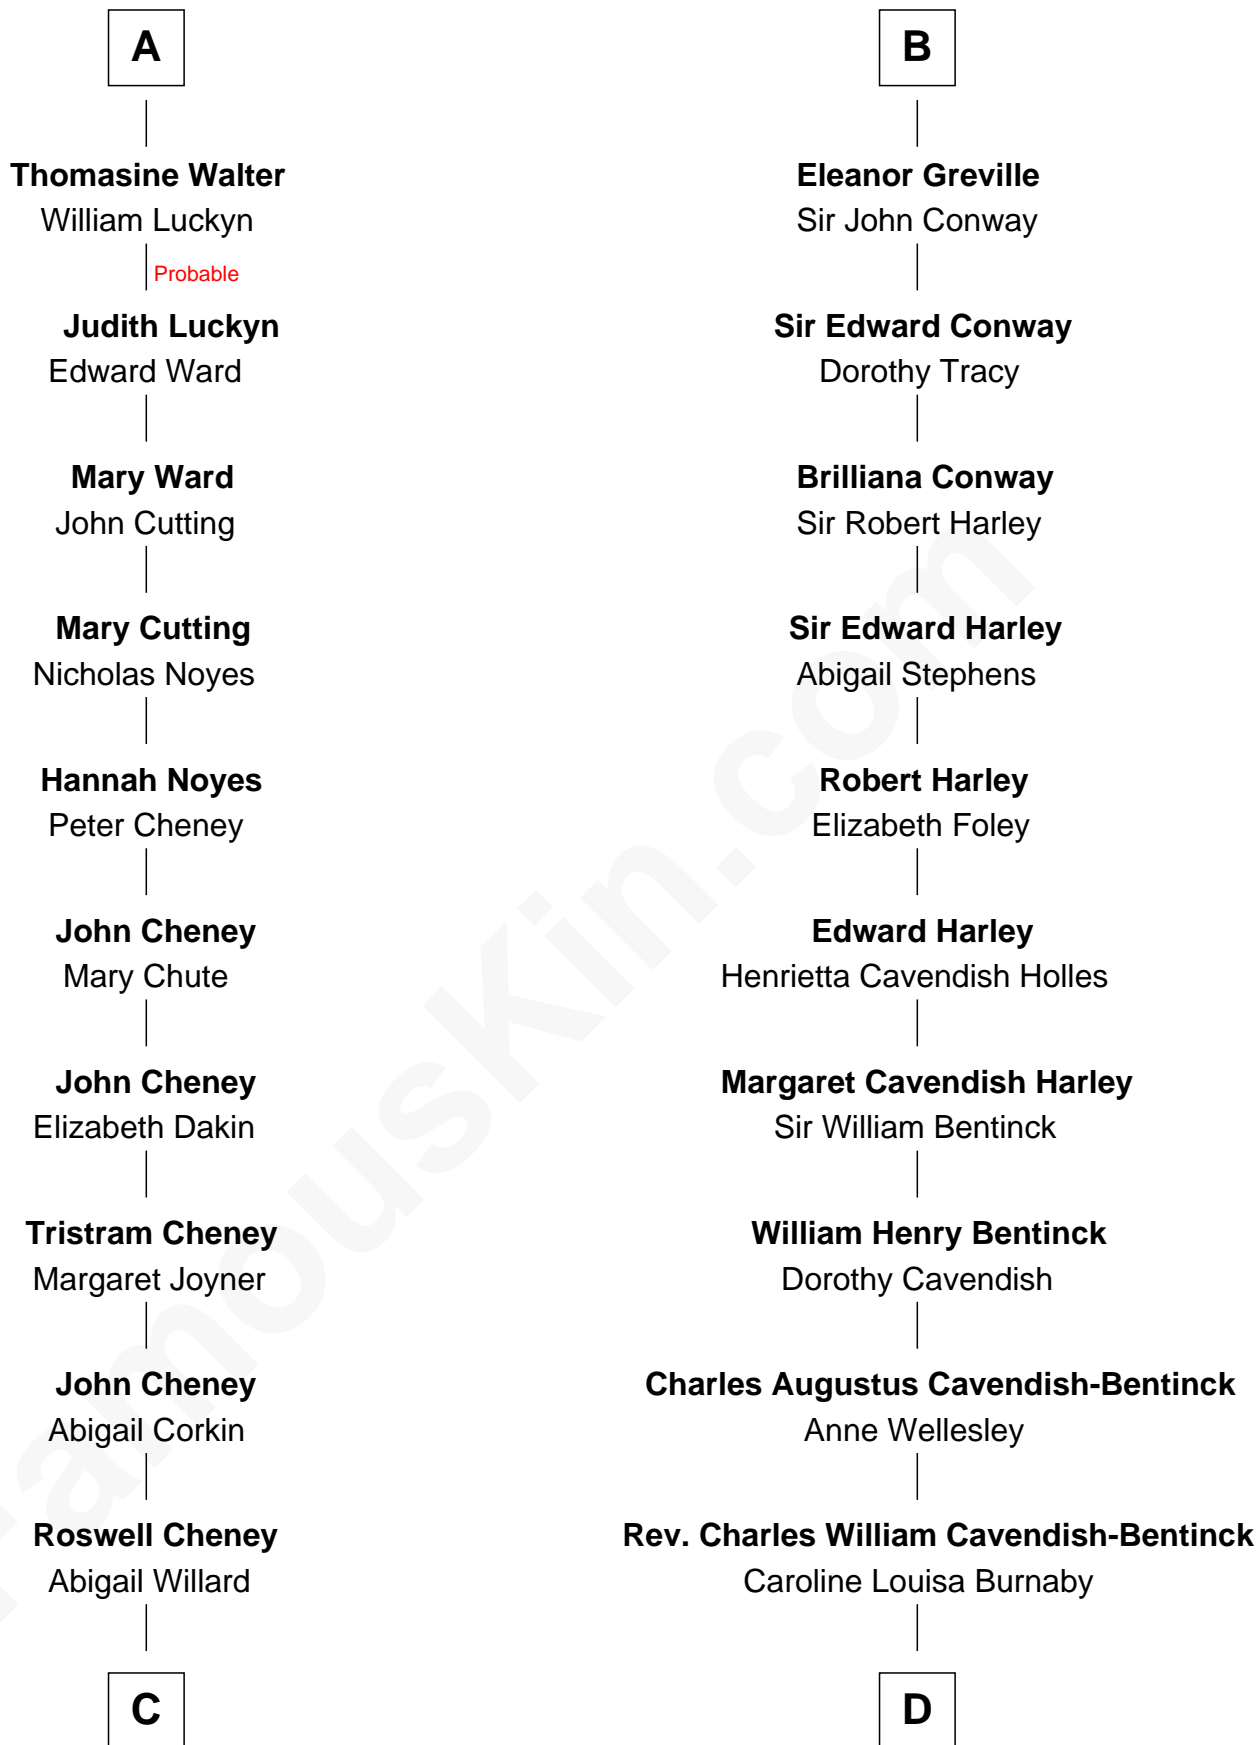 A
Thomasine Walter
William Luckyn
Probable
Judith Luckyn
Edward Ward
Mary Ward
John Cutting
Mary Cutting
Nicholas Noyes
Hannah Noyes
Peter Cheney
John Cheney
Mary Chute
John Cheney
Elizabeth Dakin
Tristram Cheney
Margaret Joyner
John Cheney
Abigail Corkin
Roswell Cheney
Abigail Willard
C
B
Eleanor Greville
Sir John Conway
Sir Edward Conway
Dorothy Tracy
Brilliana Conway
Sir Robert Harley
Sir Edward Harley
Abigail Stephens
Robert Harley
Elizabeth Foley
Edward Harley
Henrietta Cavendish Holles
Margaret Cavendish Harley
Sir William Bentinck
William Henry Bentinck
Dorothy Cavendish
Charles Augustus Cavendish-Bentinck
Anne Wellesley
Rev. Charles William Cavendish-Bentinck
Caroline Louisa Burnaby
D
FamousKin.com